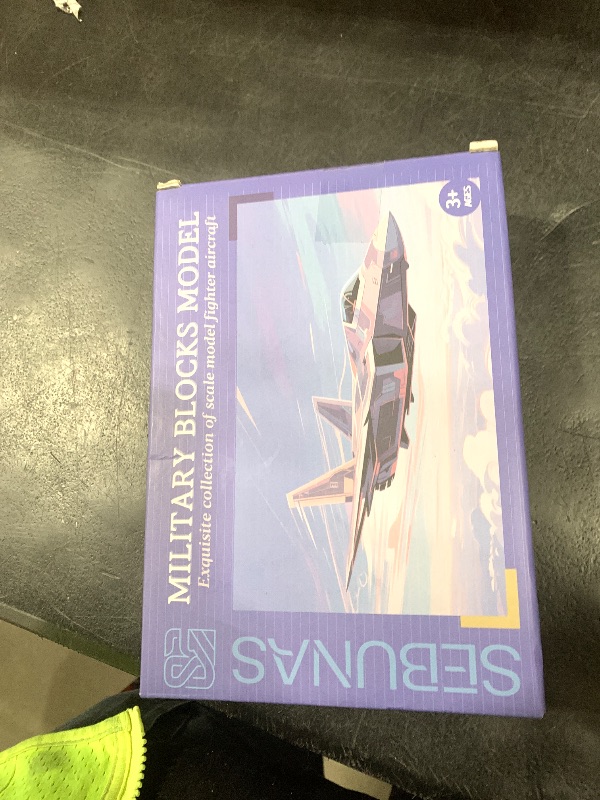 MILITARY BLOCKS MODEL
Exquisite collection of scale model fighter aircraft
3+
AGES
SEBUNAS